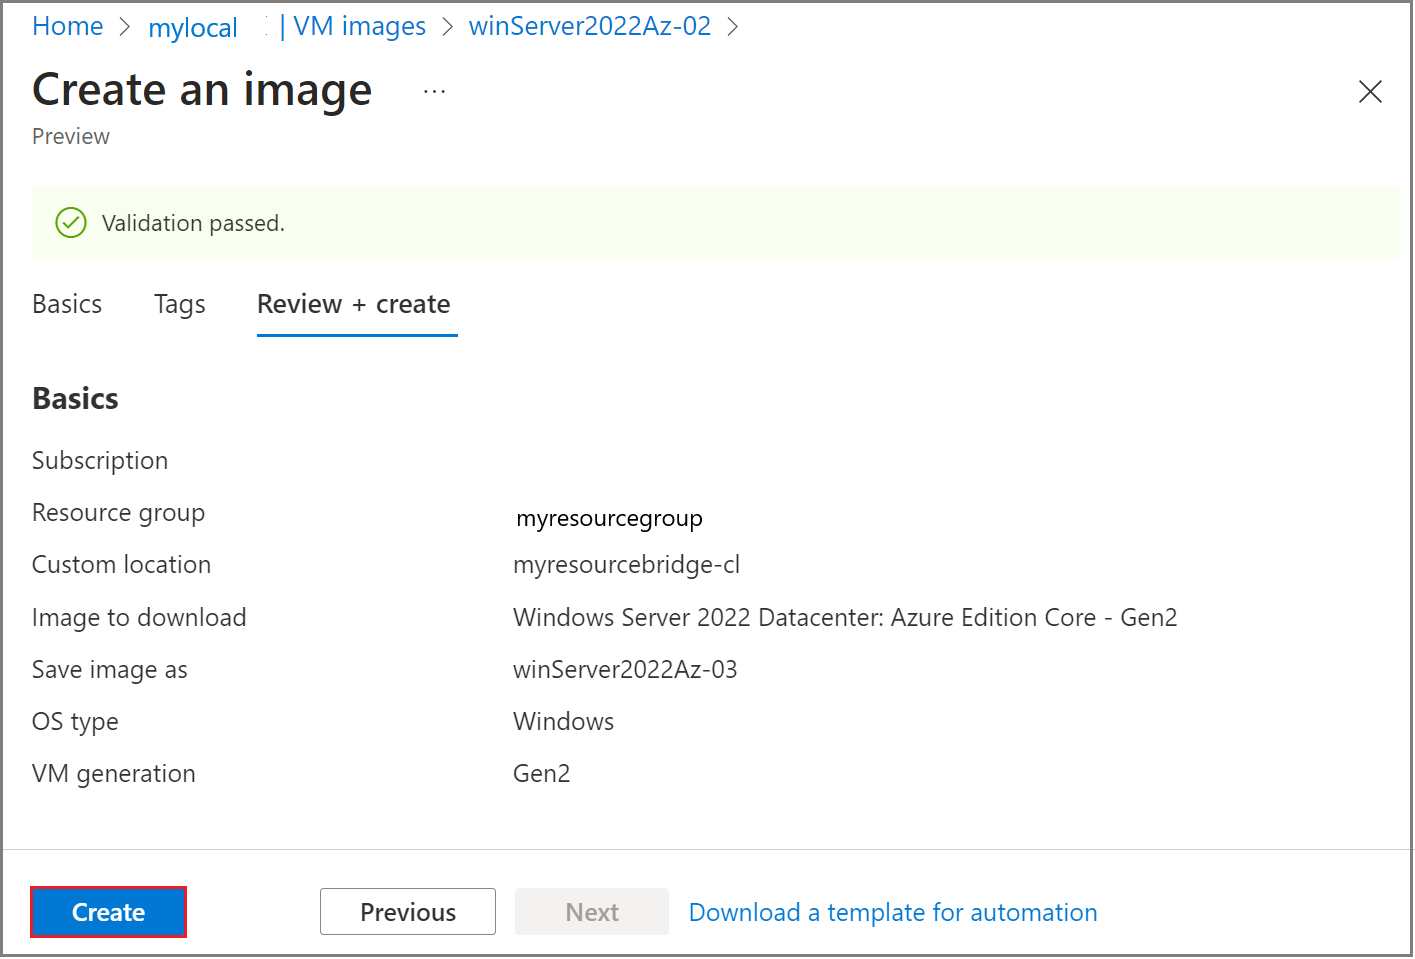 Home > mylocal | VM images > winServer2022Az-02 >
Create an image ...
Preview
Validation passed.
Basics Tags Review + create
Basics
Subscription
Resource group myresourcegroup
Custom location myresourcebridge-cl
Image to download Windows Server 2022 Datacenter: Azure Edition Core - Gen2
Save image as winServer2022Az-03
OS type Windows
VM generation Gen2
Create Previous Next Download a template for automation